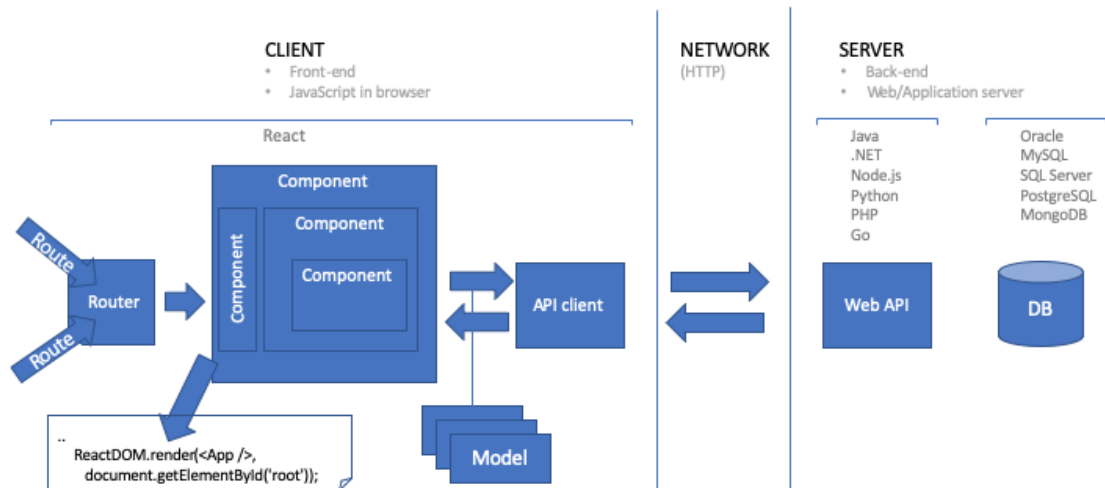 CLIENT
• Front-end
• JavaScript in browser
NETWORK
(HTTP)
SERVER
• Back-end
• Web/Application server
React
Java
.NET
Node.js
Python
PHP
Go
Oracle
MySQL
SQL Server
PostgreSQL
MongoDB
Route
Route
Router
Component
Component
Component
Component
API client
Web API
DB
Model
..
ReactDOM.render(<App />,
document.getElementById('root'));